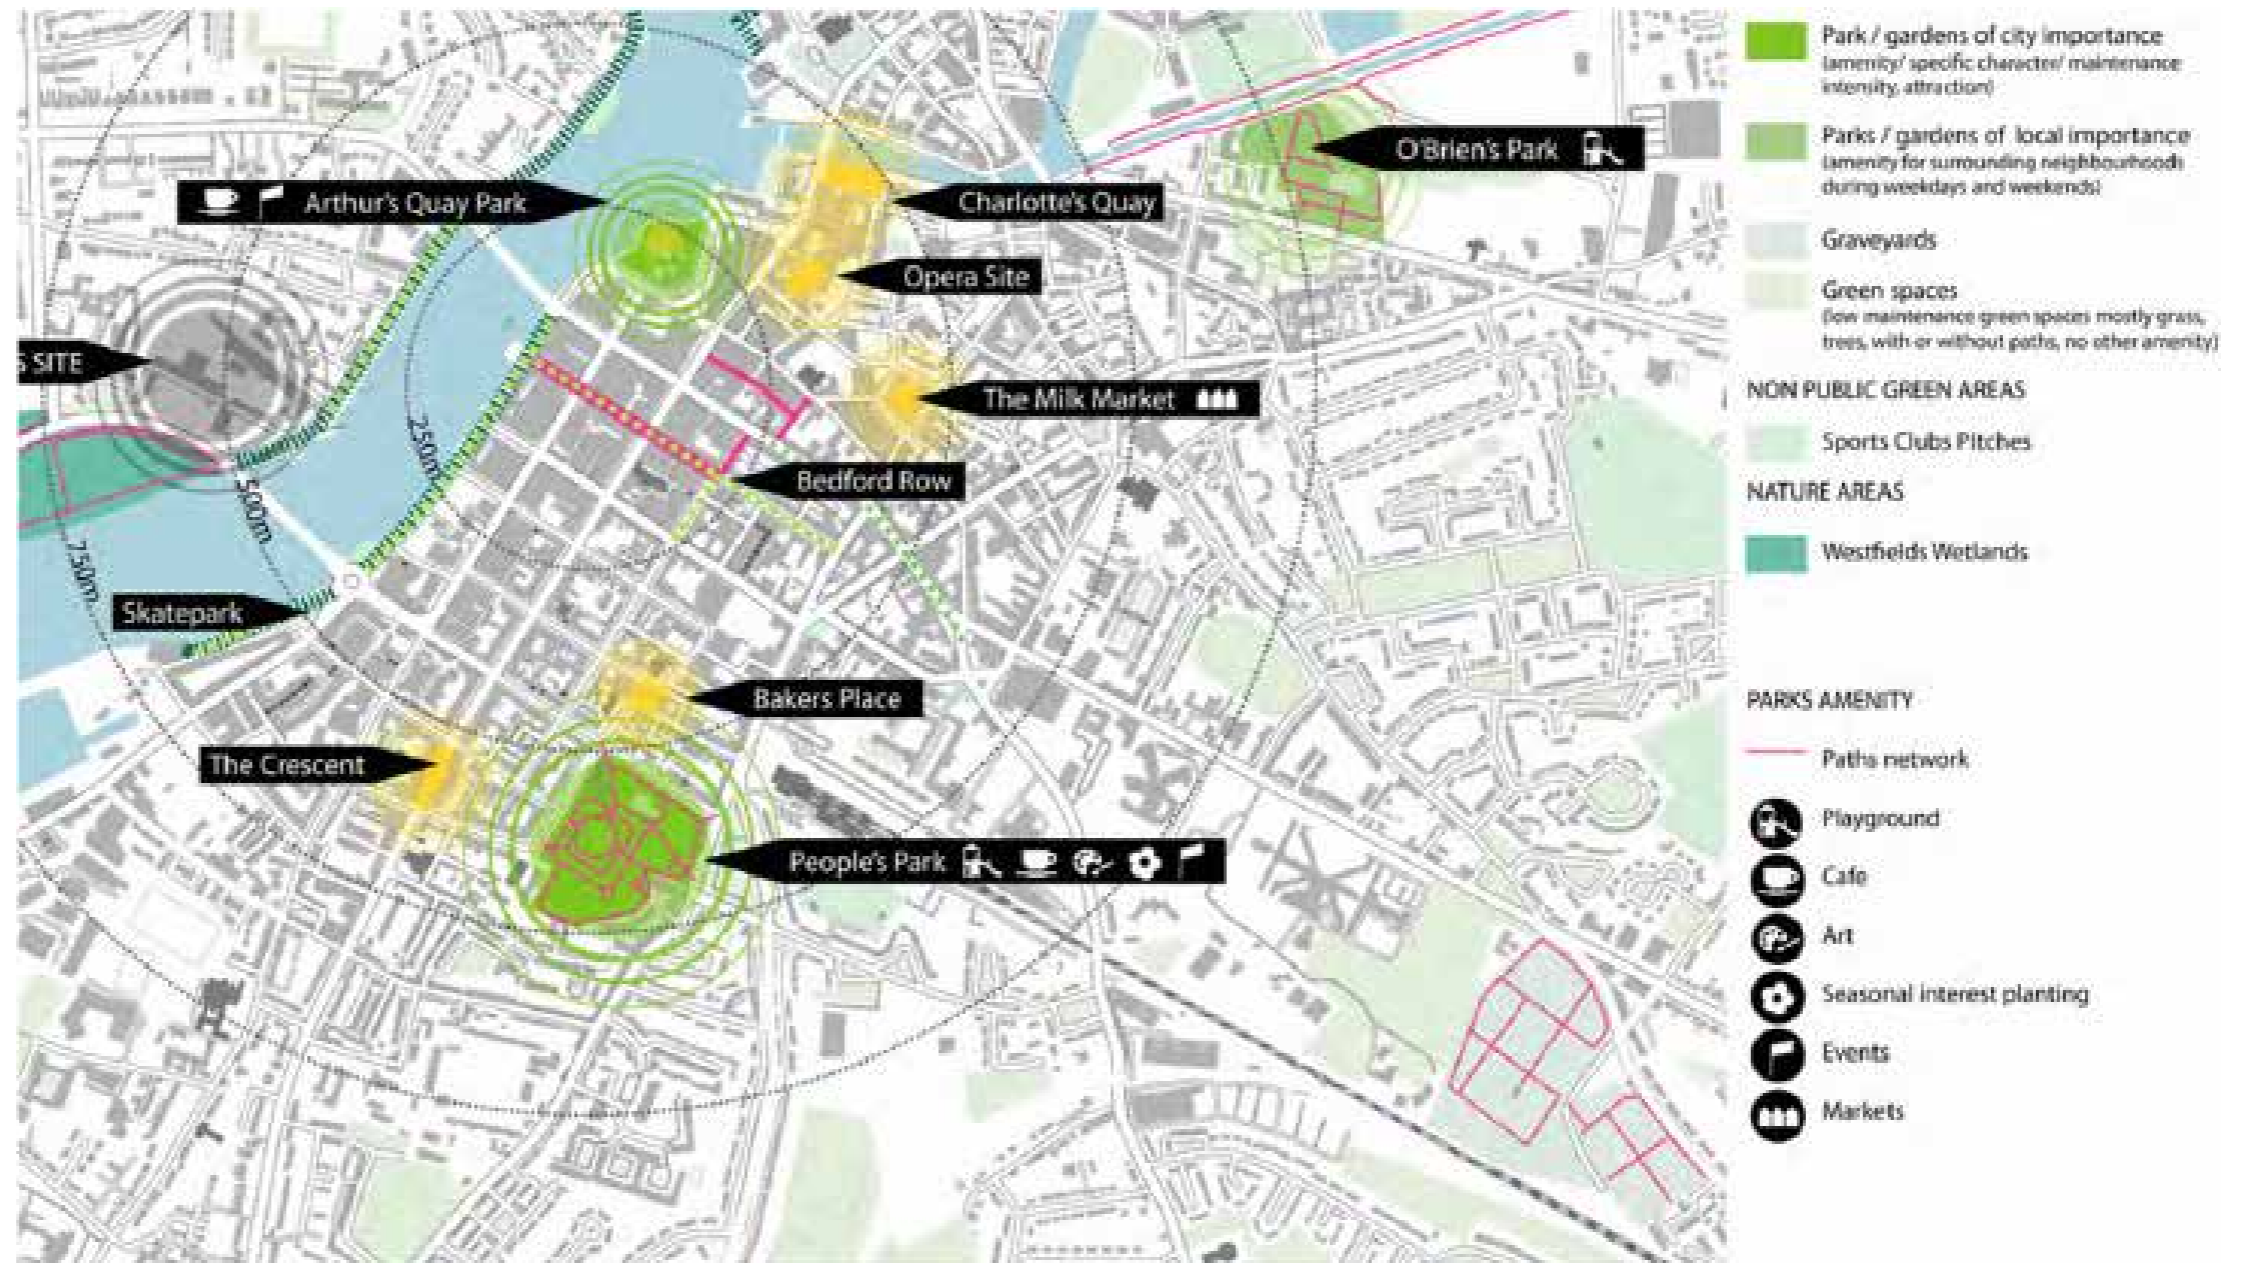 Arthur's Quay Park
O'Brien's Park
Charlotte's Quay
Opera Site
S SITE
The Milk Market
250m
Bedford Row
500m
750m
Skatepark
Bakers Place
The Crescent
People's Park
Park / gardens of city importance
(amenity/ specific character/ maintenance
intensity, attraction)
Parks / gardens of local importance
(amenity for surrounding neighbourhoods
during weekdays and weekends)
Graveyards
Green spaces
(low maintenance green spaces mostly grass,
trees, with or without paths, no other amenity)
NON PUBLIC GREEN AREAS
Sports Clubs Pitches
NATURE AREAS
Westfields Wetlands
PARKS AMENITY
Paths network
Playground
Cafe
Art
Seasonal interest planting
Events
Markets